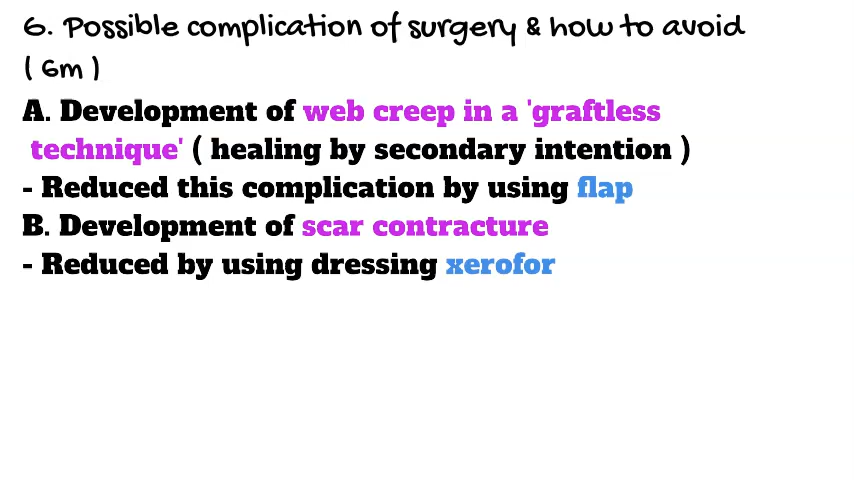 6. Possible complication of surgery & how to avoid
( 6m )
A. Development of web creep in a 'graftless
technique' ( healing by secondary intention )
- Reduced this complication by using flap
B. Development of scar contracture
- Reduced by using dressing xerofor